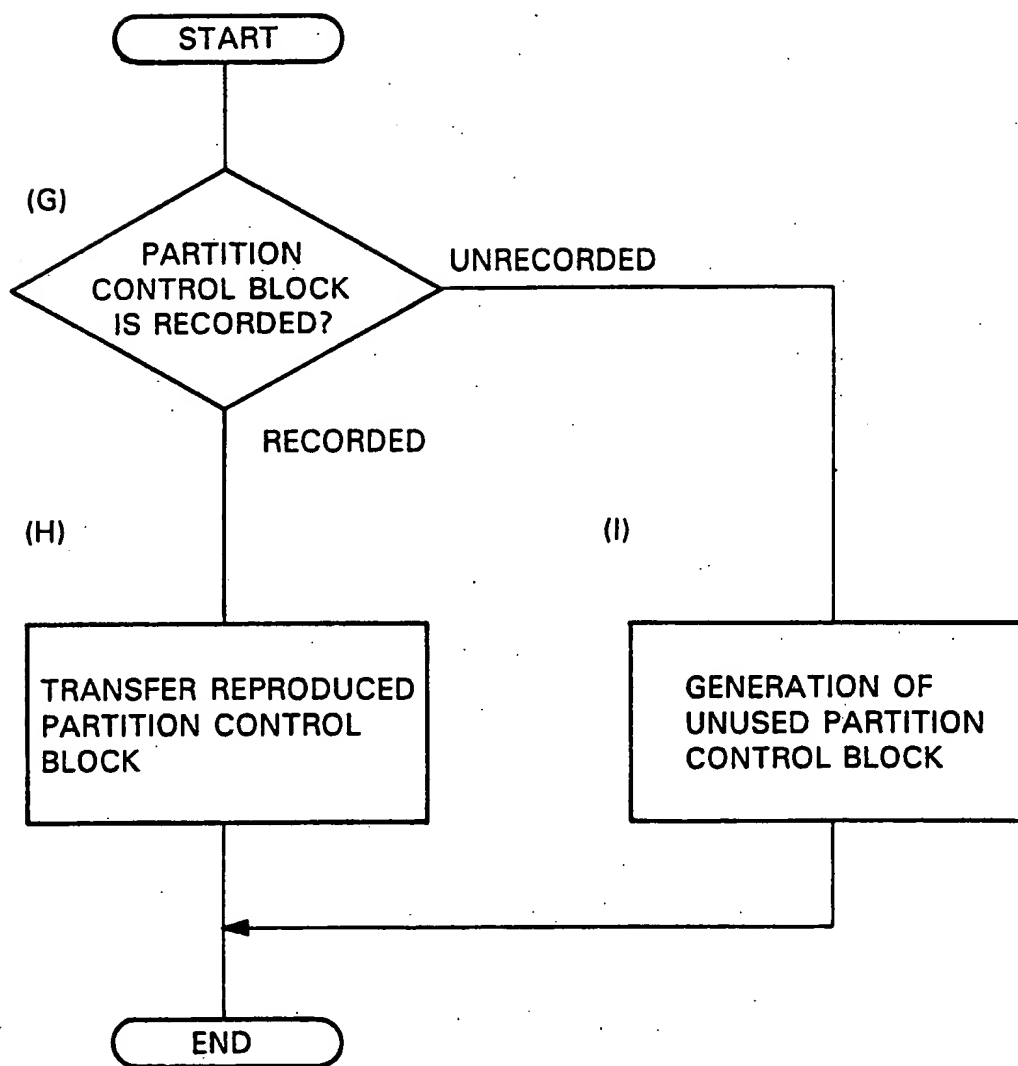 START
(G)
PARTITION
CONTROL BLOCK
IS RECORDED?
UNRECORDED
RECORDED
(H)
(I)
TRANSFER REPRODUCED
PARTITION CONTROL
BLOCK
GENERATION OF
UNUSED PARTITION
CONTROL BLOCK
END